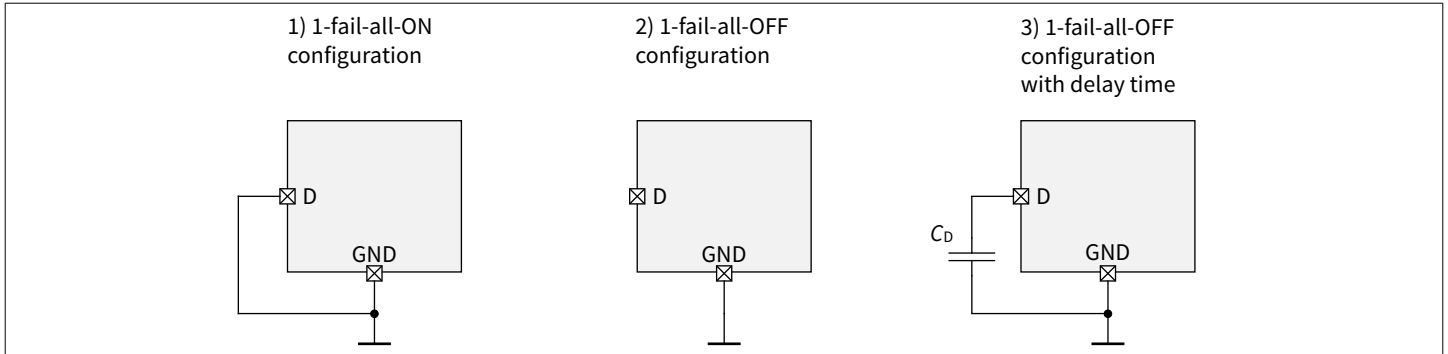 1) 1-fail-all-ON
configuration
2) 1-fail-all-OFF
configuration
3) 1-fail-all-OFF
configuration
with delay time
D
GND
D
GND
D
CD
GND